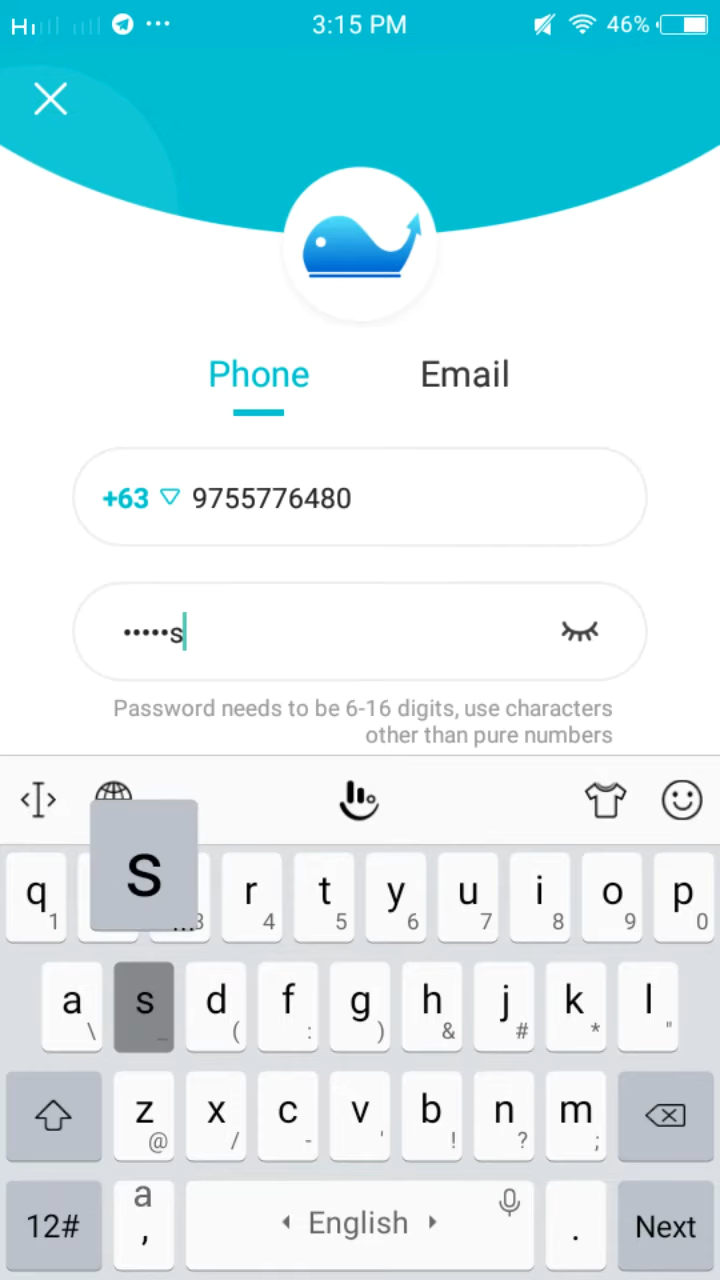 3:15 PM
46%
Phone Email
+63 9755776480
•••••s
Password needs to be 6-16 digits, use characters
other than pure numbers
s
q 1 3 r 4 t 5 y 6 u 7 i 8 o 9 p 0
a \ s _ d ( f : g ) h & j # k * l "
z @ x / c - v ' b ! n ? m ;
12# a , English . Next